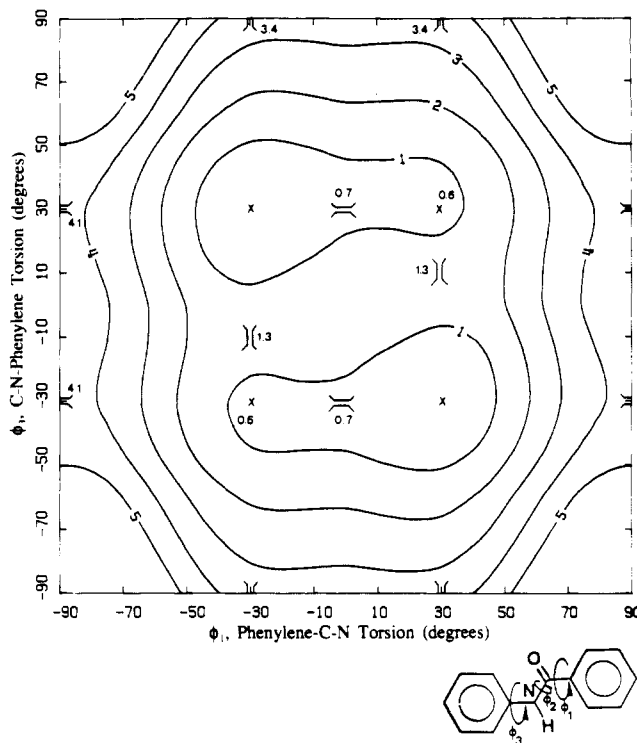 90
70
50
30
10
-10
-30
-50
-70
-90
-90 -70 -50 -30 -10 10 30 50 70 90
ϕ₃, C-N-Phenylene Torsion (degrees)
ϕ₁, Phenylene-C-N Torsion (degrees)
3.4 3.4
5 3 5
2
1
0.7 0.6
4.1
4 4
1.3
1.3
1
4.1
0.6 0.7
5 5
O
N
H
ϕ₂
ϕ₁
ϕ₃